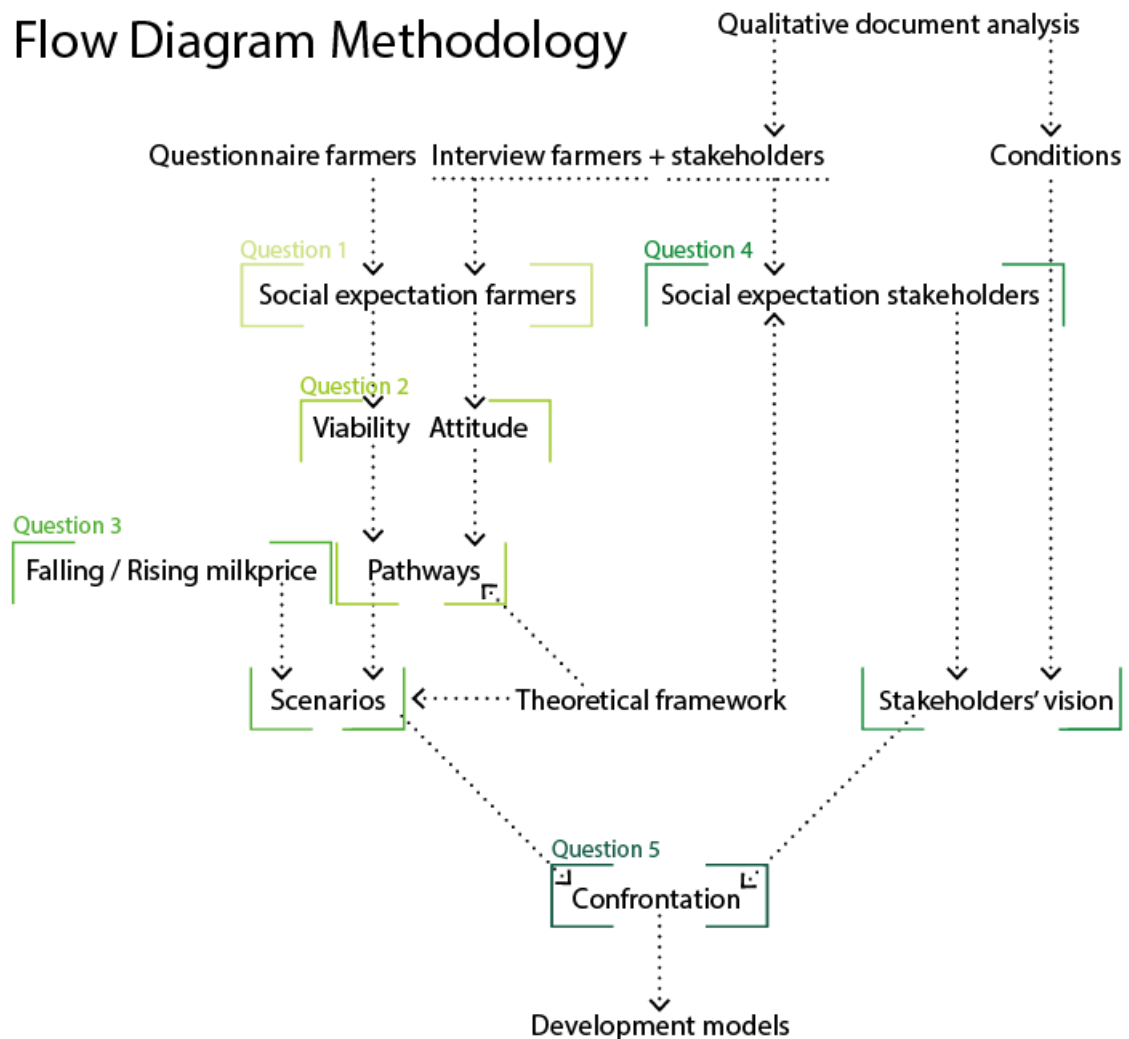 Flow Diagram Methodology
Qualitative document analysis
Questionnaire farmers
Interview farmers + stakeholders
Conditions
Question 1
Social expectation farmers
Question 4
Social expectation stakeholders
Question 2
Viability
Attitude
Question 3
Falling / Rising milkprice
Pathways
Scenarios
Theoretical framework
Stakeholders' vision
Question 5
Confrontation
Development models